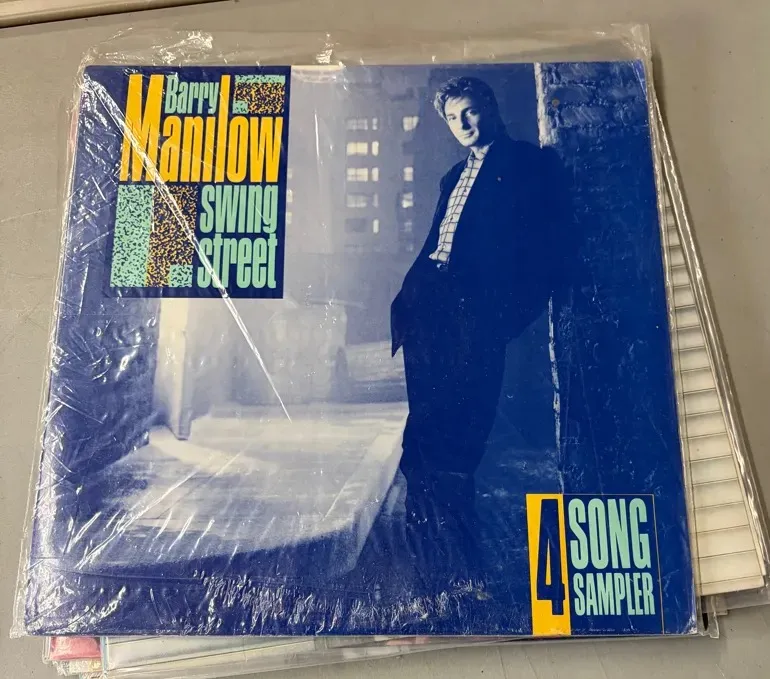 Barry
Manilow
swing
street
4
SONG
SAMPLER